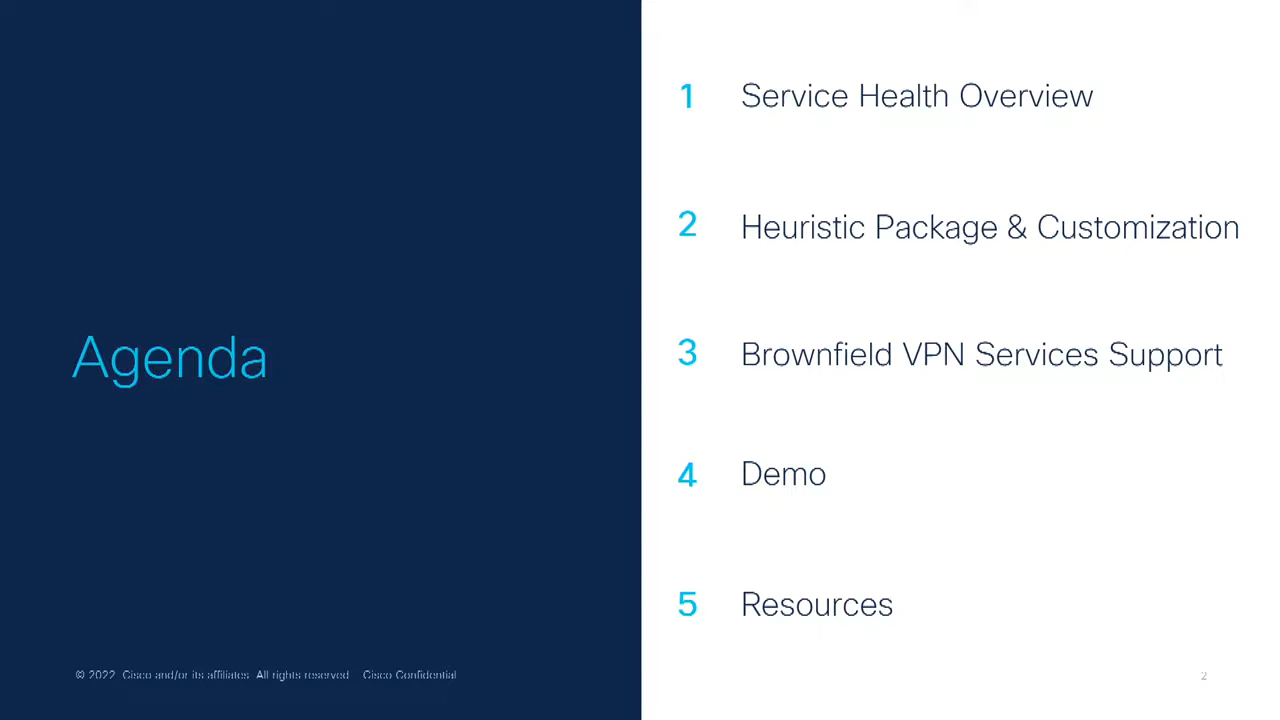 Agenda
1 Service Health Overview
2 Heuristic Package & Customization
3 Brownfield VPN Services Support
4 Demo
5 Resources
© 2022 Cisco and/or its affiliates. All rights reserved. Cisco Confidential
2